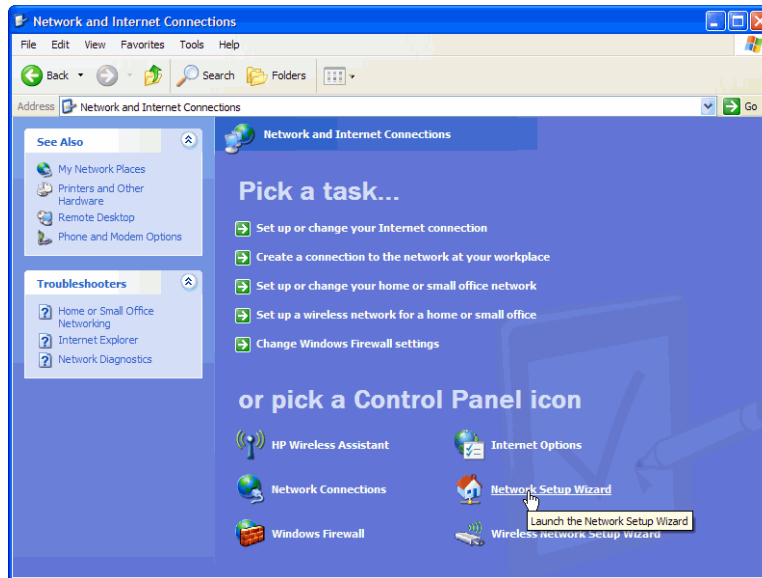 Network and Internet Connections
File Edit View Favorites Tools Help
Back Search Folders
Address Network and Internet Connections Go
See Also
My Network Places
Printers and Other
Hardware
Remote Desktop
Phone and Modem Options
Troubleshooters
Home or Small Office
Networking
Internet Explorer
Network Diagnostics
Network and Internet Connections
Pick a task...
Set up or change your Internet connection
Create a connection to the network at your workplace
Set up or change your home or small office network
Set up a wireless network for a home or small office
Change Windows Firewall settings
or pick a Control Panel icon
HP Wireless Assistant Internet Options
Network Connections Network Setup Wizard
Launch the Network Setup Wizard
Windows Firewall Wireless Network Setup Wizard